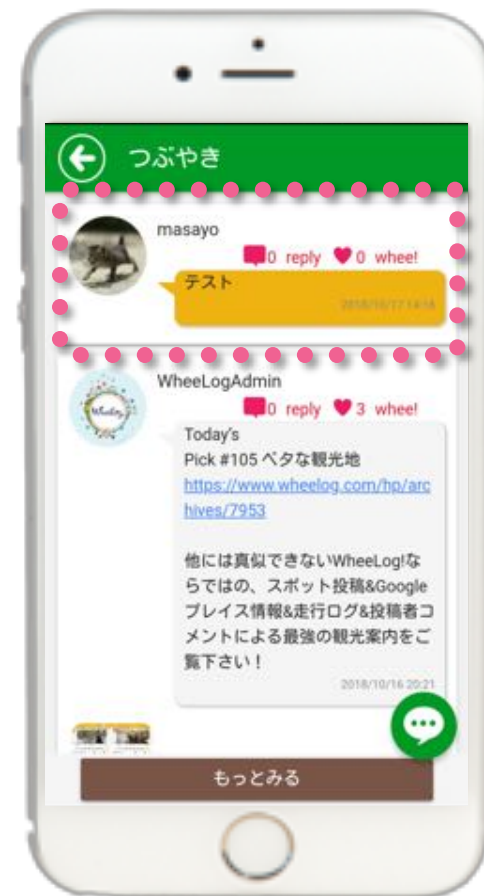 つぶやき
masayo
0 reply 0 whee!
テスト
2018/10/17 14:14
WheeLogAdmin
Wheelog
0 reply 3 whee!
Today's
Pick #105 ベタな観光地
https://www.wheelog.com/hp/arc
hives/7953
他には真似できないWheeLog!な
らではの、スポット投稿&Google
プレイス情報&走行ログ&投稿者コ
メントによる最強の観光案内をご
覧下さい！
2018/10/16 20:21
もっとみる